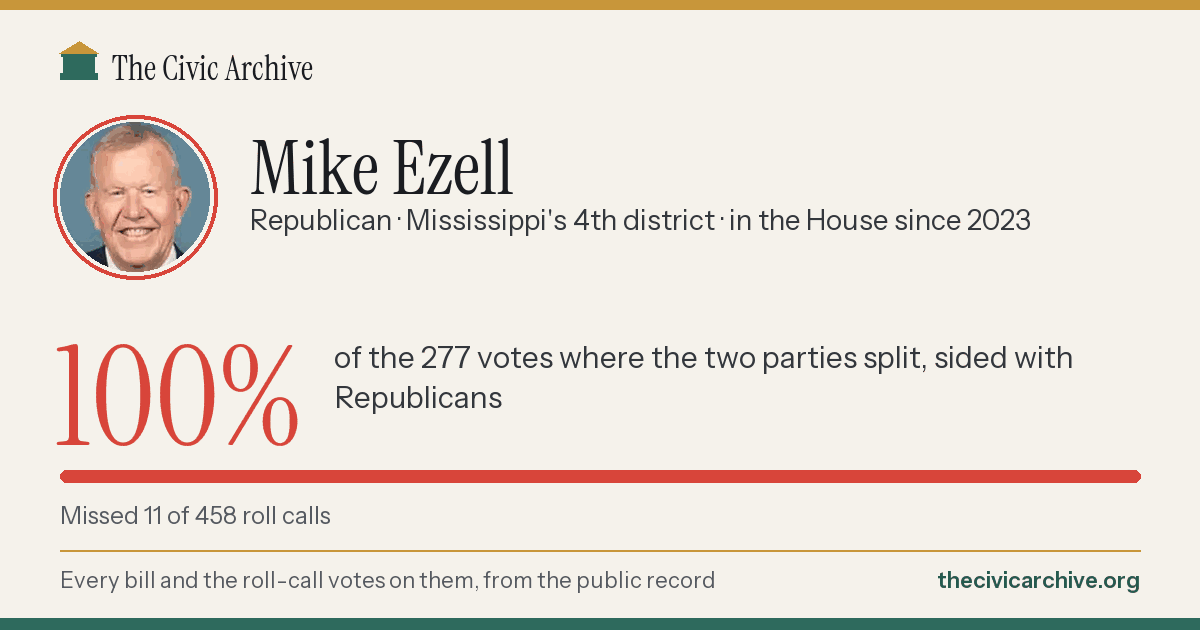 The Civic Archive
Mike Ezell
Republican · Mississippi's 4th district · in the House since 2023
100%
of the 277 votes where the two parties split, sided with
Republicans
Missed 11 of 458 roll calls
Every bill and the roll-call votes on them, from the public record
thecivicarchive.org